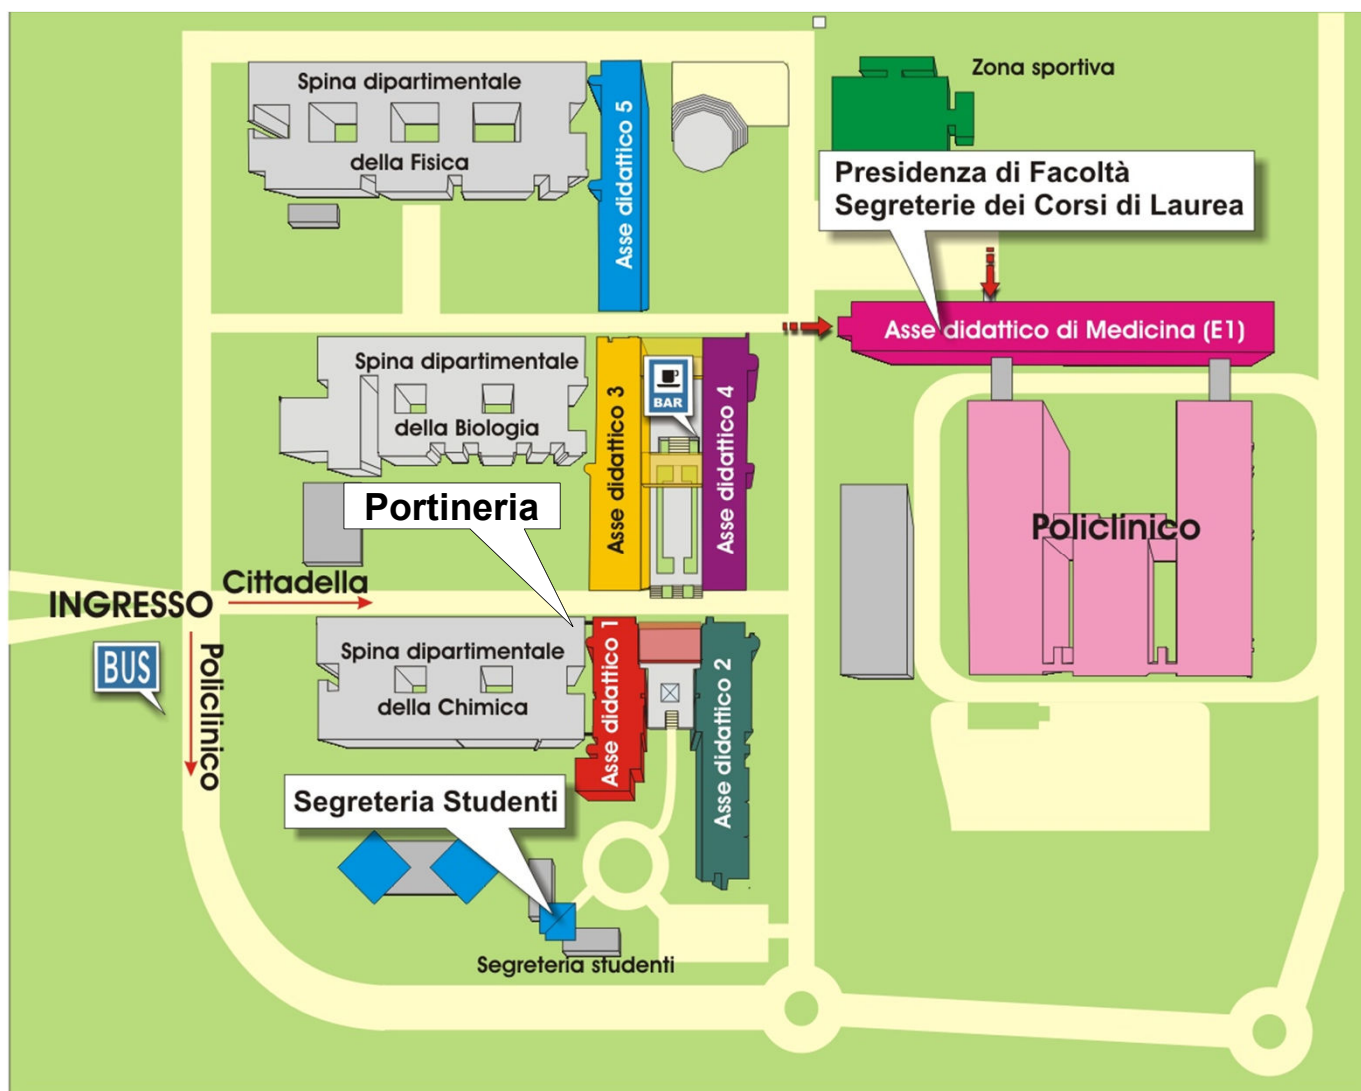 Spina dipartimentale
della Fisica
Asse didattico 5
Zona sportiva
Presidenza di Facoltà
Segreterie dei Corsi di Laurea
Asse didattico di Medicina (E1)
Spina dipartimentale
della Biologia
Asse didattico 3
BAR
Asse didattico 4
Portineria
Policlinico
Cittadella
INGRESSO
BUS
Policlinico
Spina dipartimentale
della Chimica
Asse didattico 1
Asse didattico 2
Segreteria Studenti
Segreteria studenti